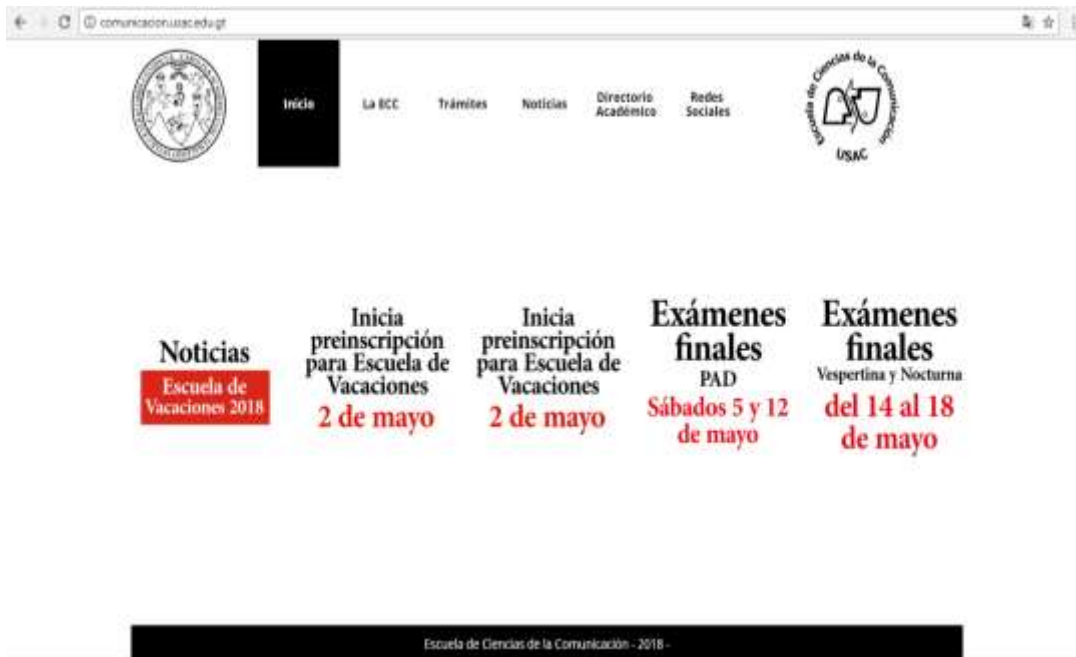 comunicacion.usac.edu.gt
Inicio
La ECC
Trámites
Noticias
Directorio
Académico
Redes
Sociales
Escuela de Ciencias de la Comunicación
USAC
Noticias
Escuela de
Vacaciones 2018
Inicia
preinscripción
para Escuela de
Vacaciones
2 de mayo
Inicia
preinscripción
para Escuela de
Vacaciones
2 de mayo
Exámenes
finales
PAD
Sábados 5 y 12
de mayo
Exámenes
finales
Vespertina y Nocturna
del 14 al 18
de mayo
Escuela de Ciencias de la Comunicación - 2018 -